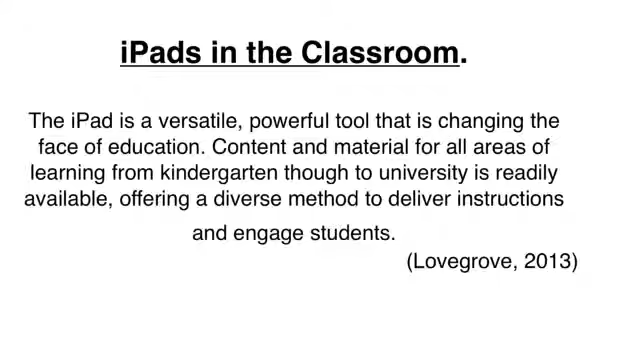 iPads in the Classroom.
The iPad is a versatile, powerful tool that is changing the
face of education. Content and material for all areas of
learning from kindergarten though to university is readily
available, offering a diverse method to deliver instructions
and engage students.
(Lovegrove, 2013)